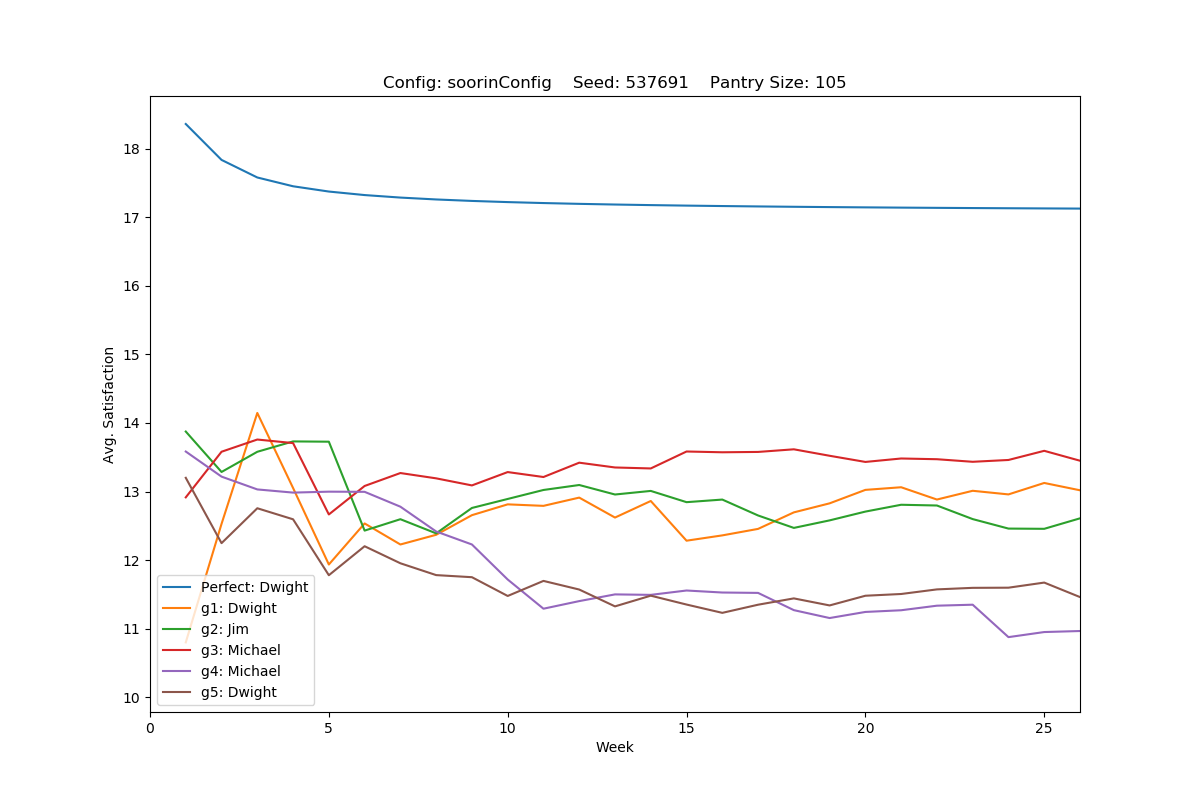 Config: soorinConfig    Seed: 537691    Pantry Size: 105
18
17
16
15
14
13
12
11
10
Avg. Satisfaction
Perfect: Dwight
g1: Dwight
g2: Jim
g3: Michael
g4: Michael
g5: Dwight
0 5 10 15 20 25
Week